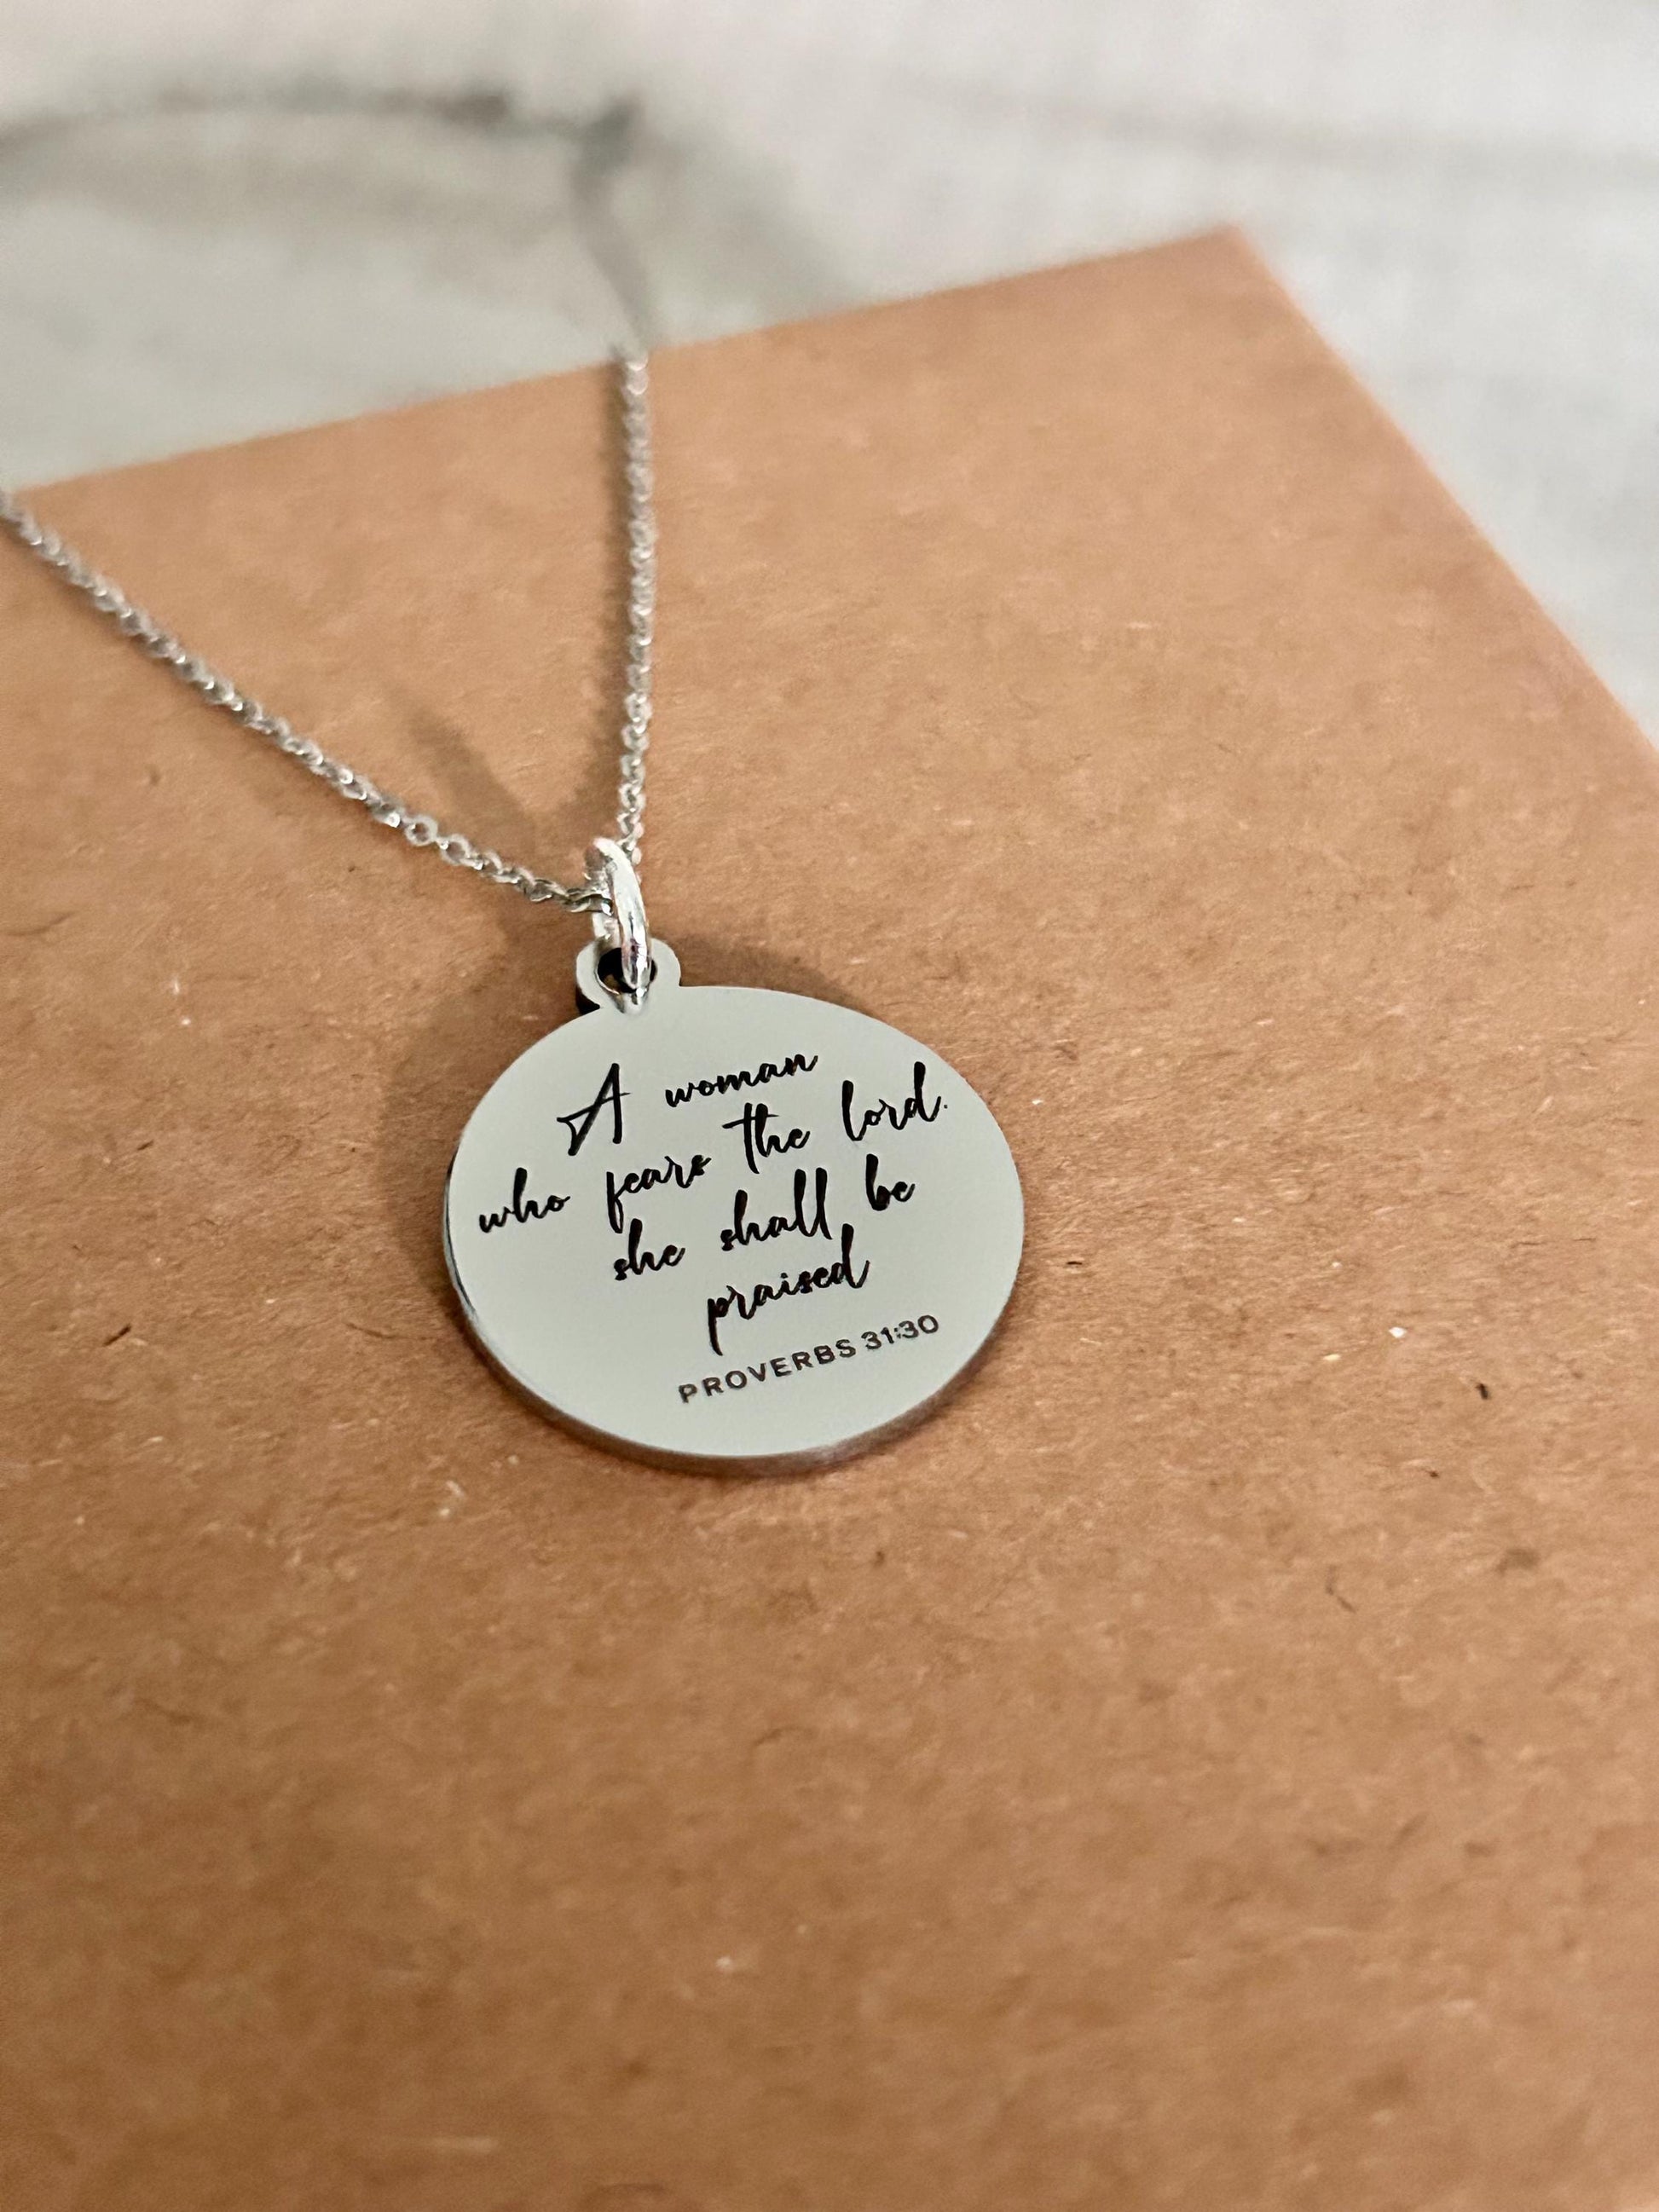 A woman
who fears the lord.
she shall be
praised
PROVERBS 31:30